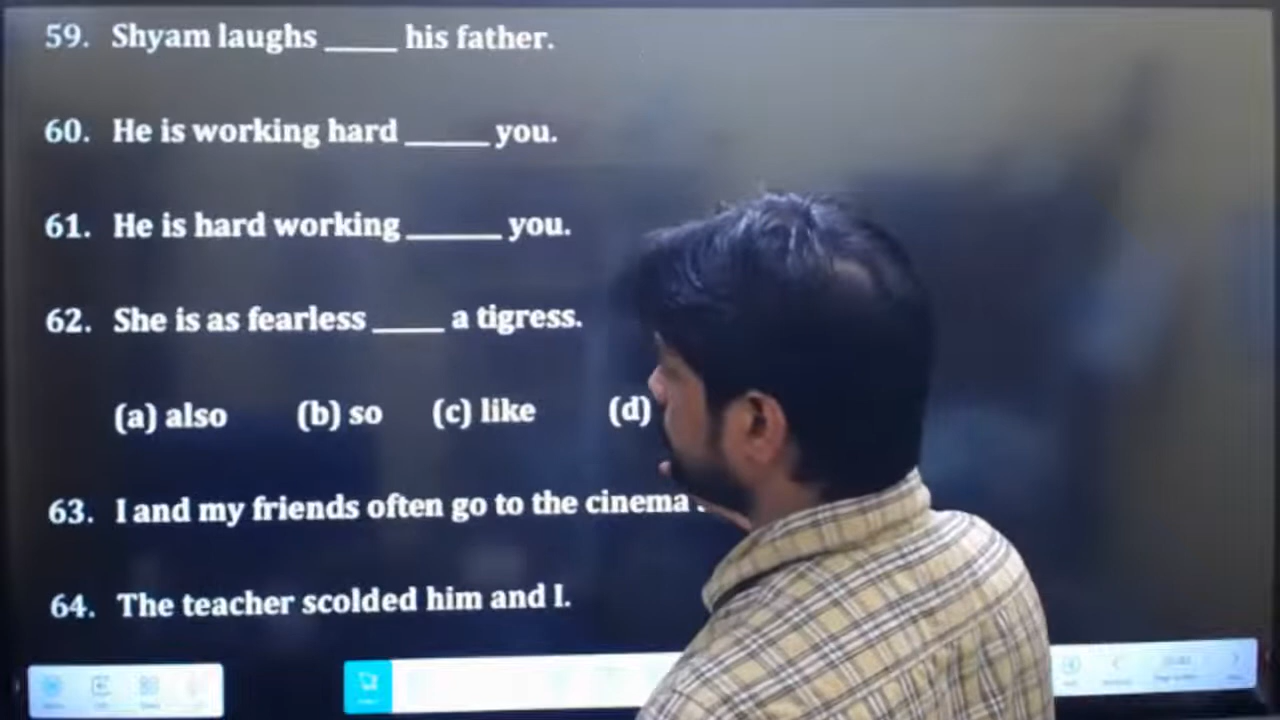 59. Shyam laughs _____ his father.
60. He is working hard ______ you.
61. He is hard working _______ you.
62. She is as fearless _____ a tigress.
(a) also (b) so (c) like (d)
63. I and my friends often go to the cinema
64. The teacher scolded him and I.